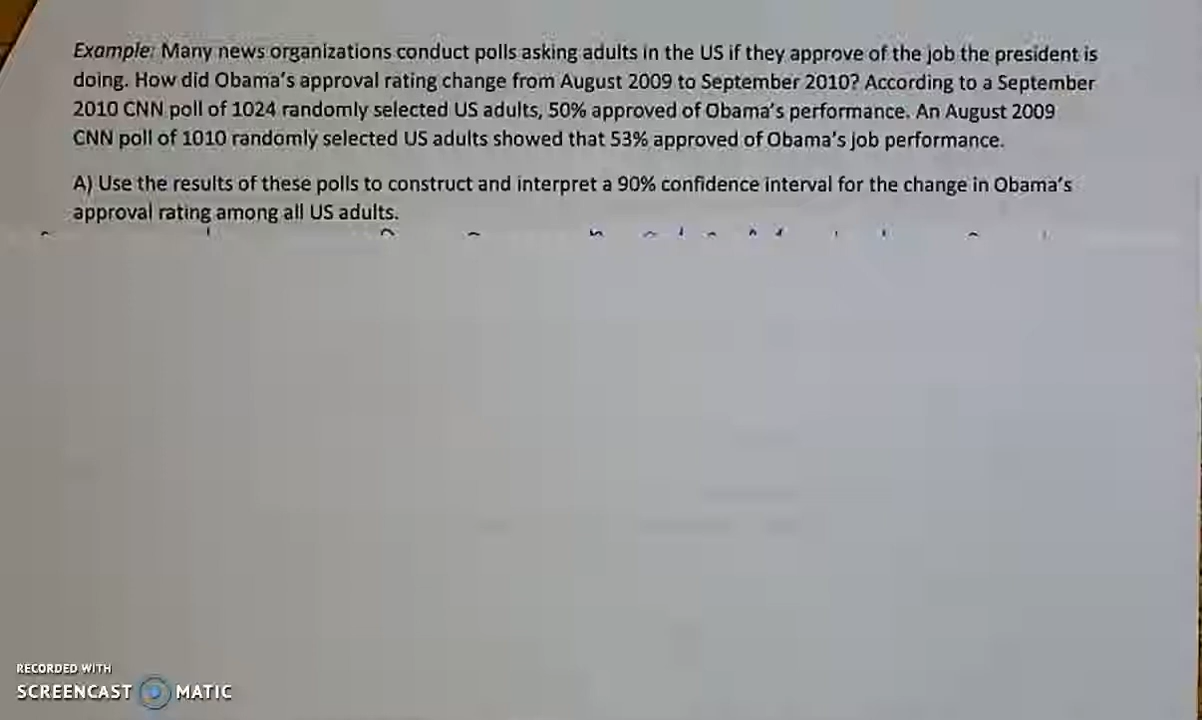 Example: Many news organizations conduct polls asking adults in the US if they approve of the job the president is
doing. How did Obama's approval rating change from August 2009 to September 2010? According to a September
2010 CNN poll of 1024 randomly selected US adults, 50% approved of Obama's performance. An August 2009
CNN poll of 1010 randomly selected US adults showed that 53% approved of Obama's job performance.
A) Use the results of these polls to construct and interpret a 90% confidence interval for the change in Obama's
approval rating among all US adults.
RECORDED WITH
SCREENCAST MATIC